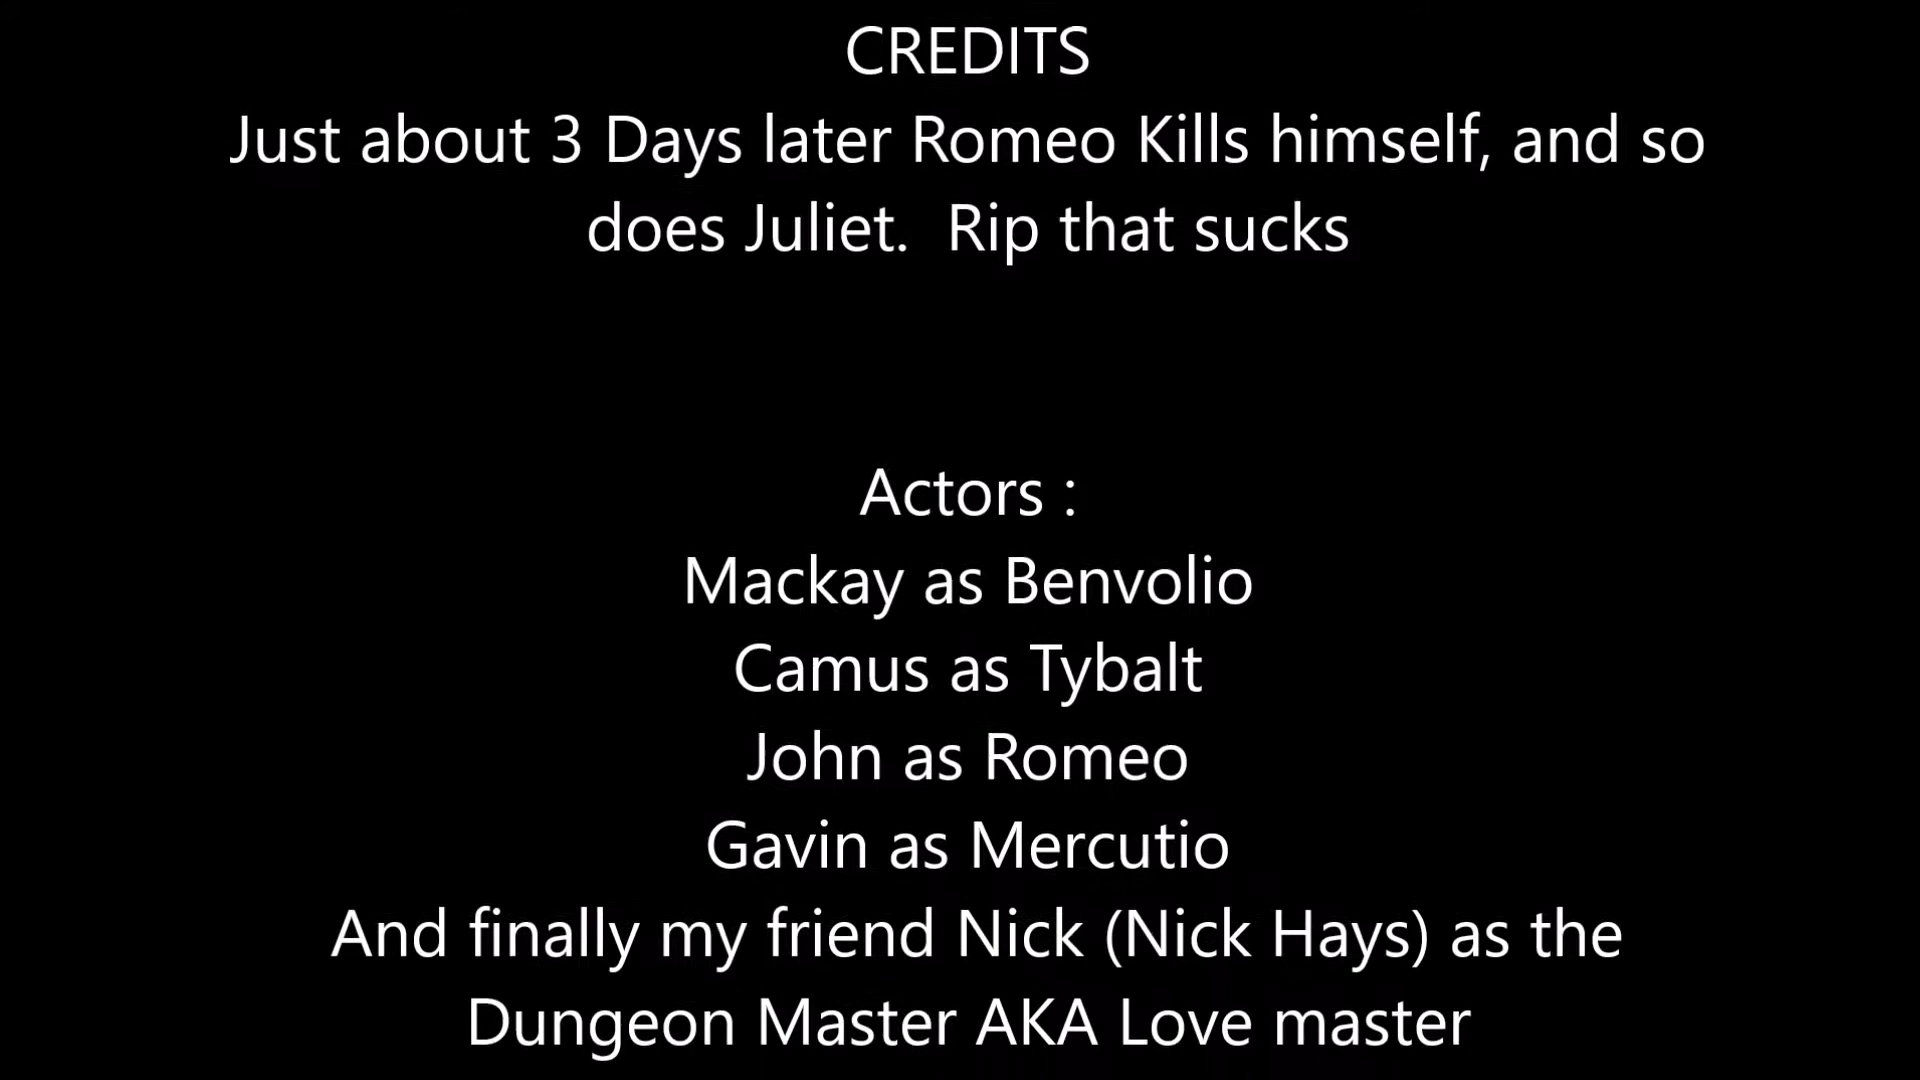 CREDITS
Just about 3 Days later Romeo Kills himself, and so
does Juliet.  Rip that sucks
Actors :
Mackay as Benvolio
Camus as Tybalt
John as Romeo
Gavin as Mercutio
And finally my friend Nick (Nick Hays) as the
Dungeon Master AKA Love master